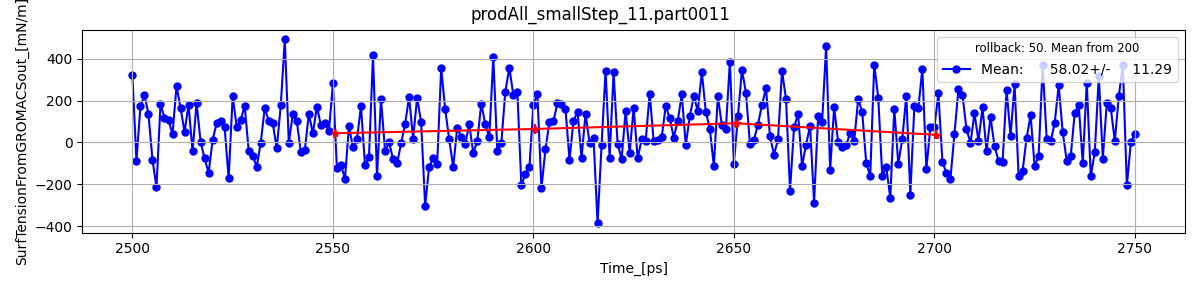 prodAll_smallStep_11.part0011
SurfTensionFromGROMACSout_[mN/m]
400
200
0
−200
−400
rollback: 50. Mean from 200
Mean: 58.02+/- 11.29
2500
2550
2600
2650
2700
2750
Time_[ps]